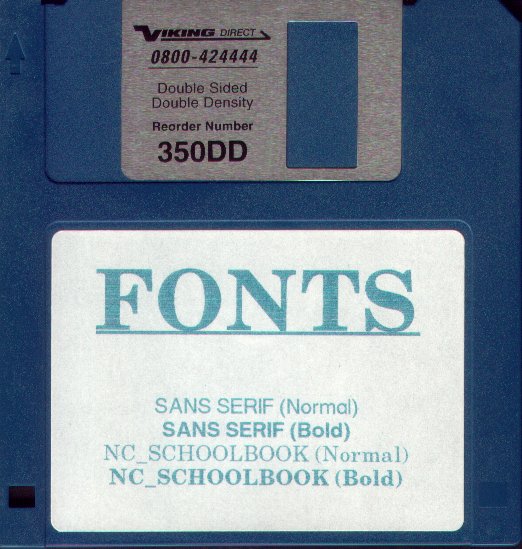 VIKING DIRECT
0800-424444
Double Sided
Double Density
Reorder Number
350DD
FONTS
SANS SERIF (Normal)
SANS SERIF (Bold)
NC_SCHOOLBOOK (Normal)
NC_SCHOOLBOOK (Bold)